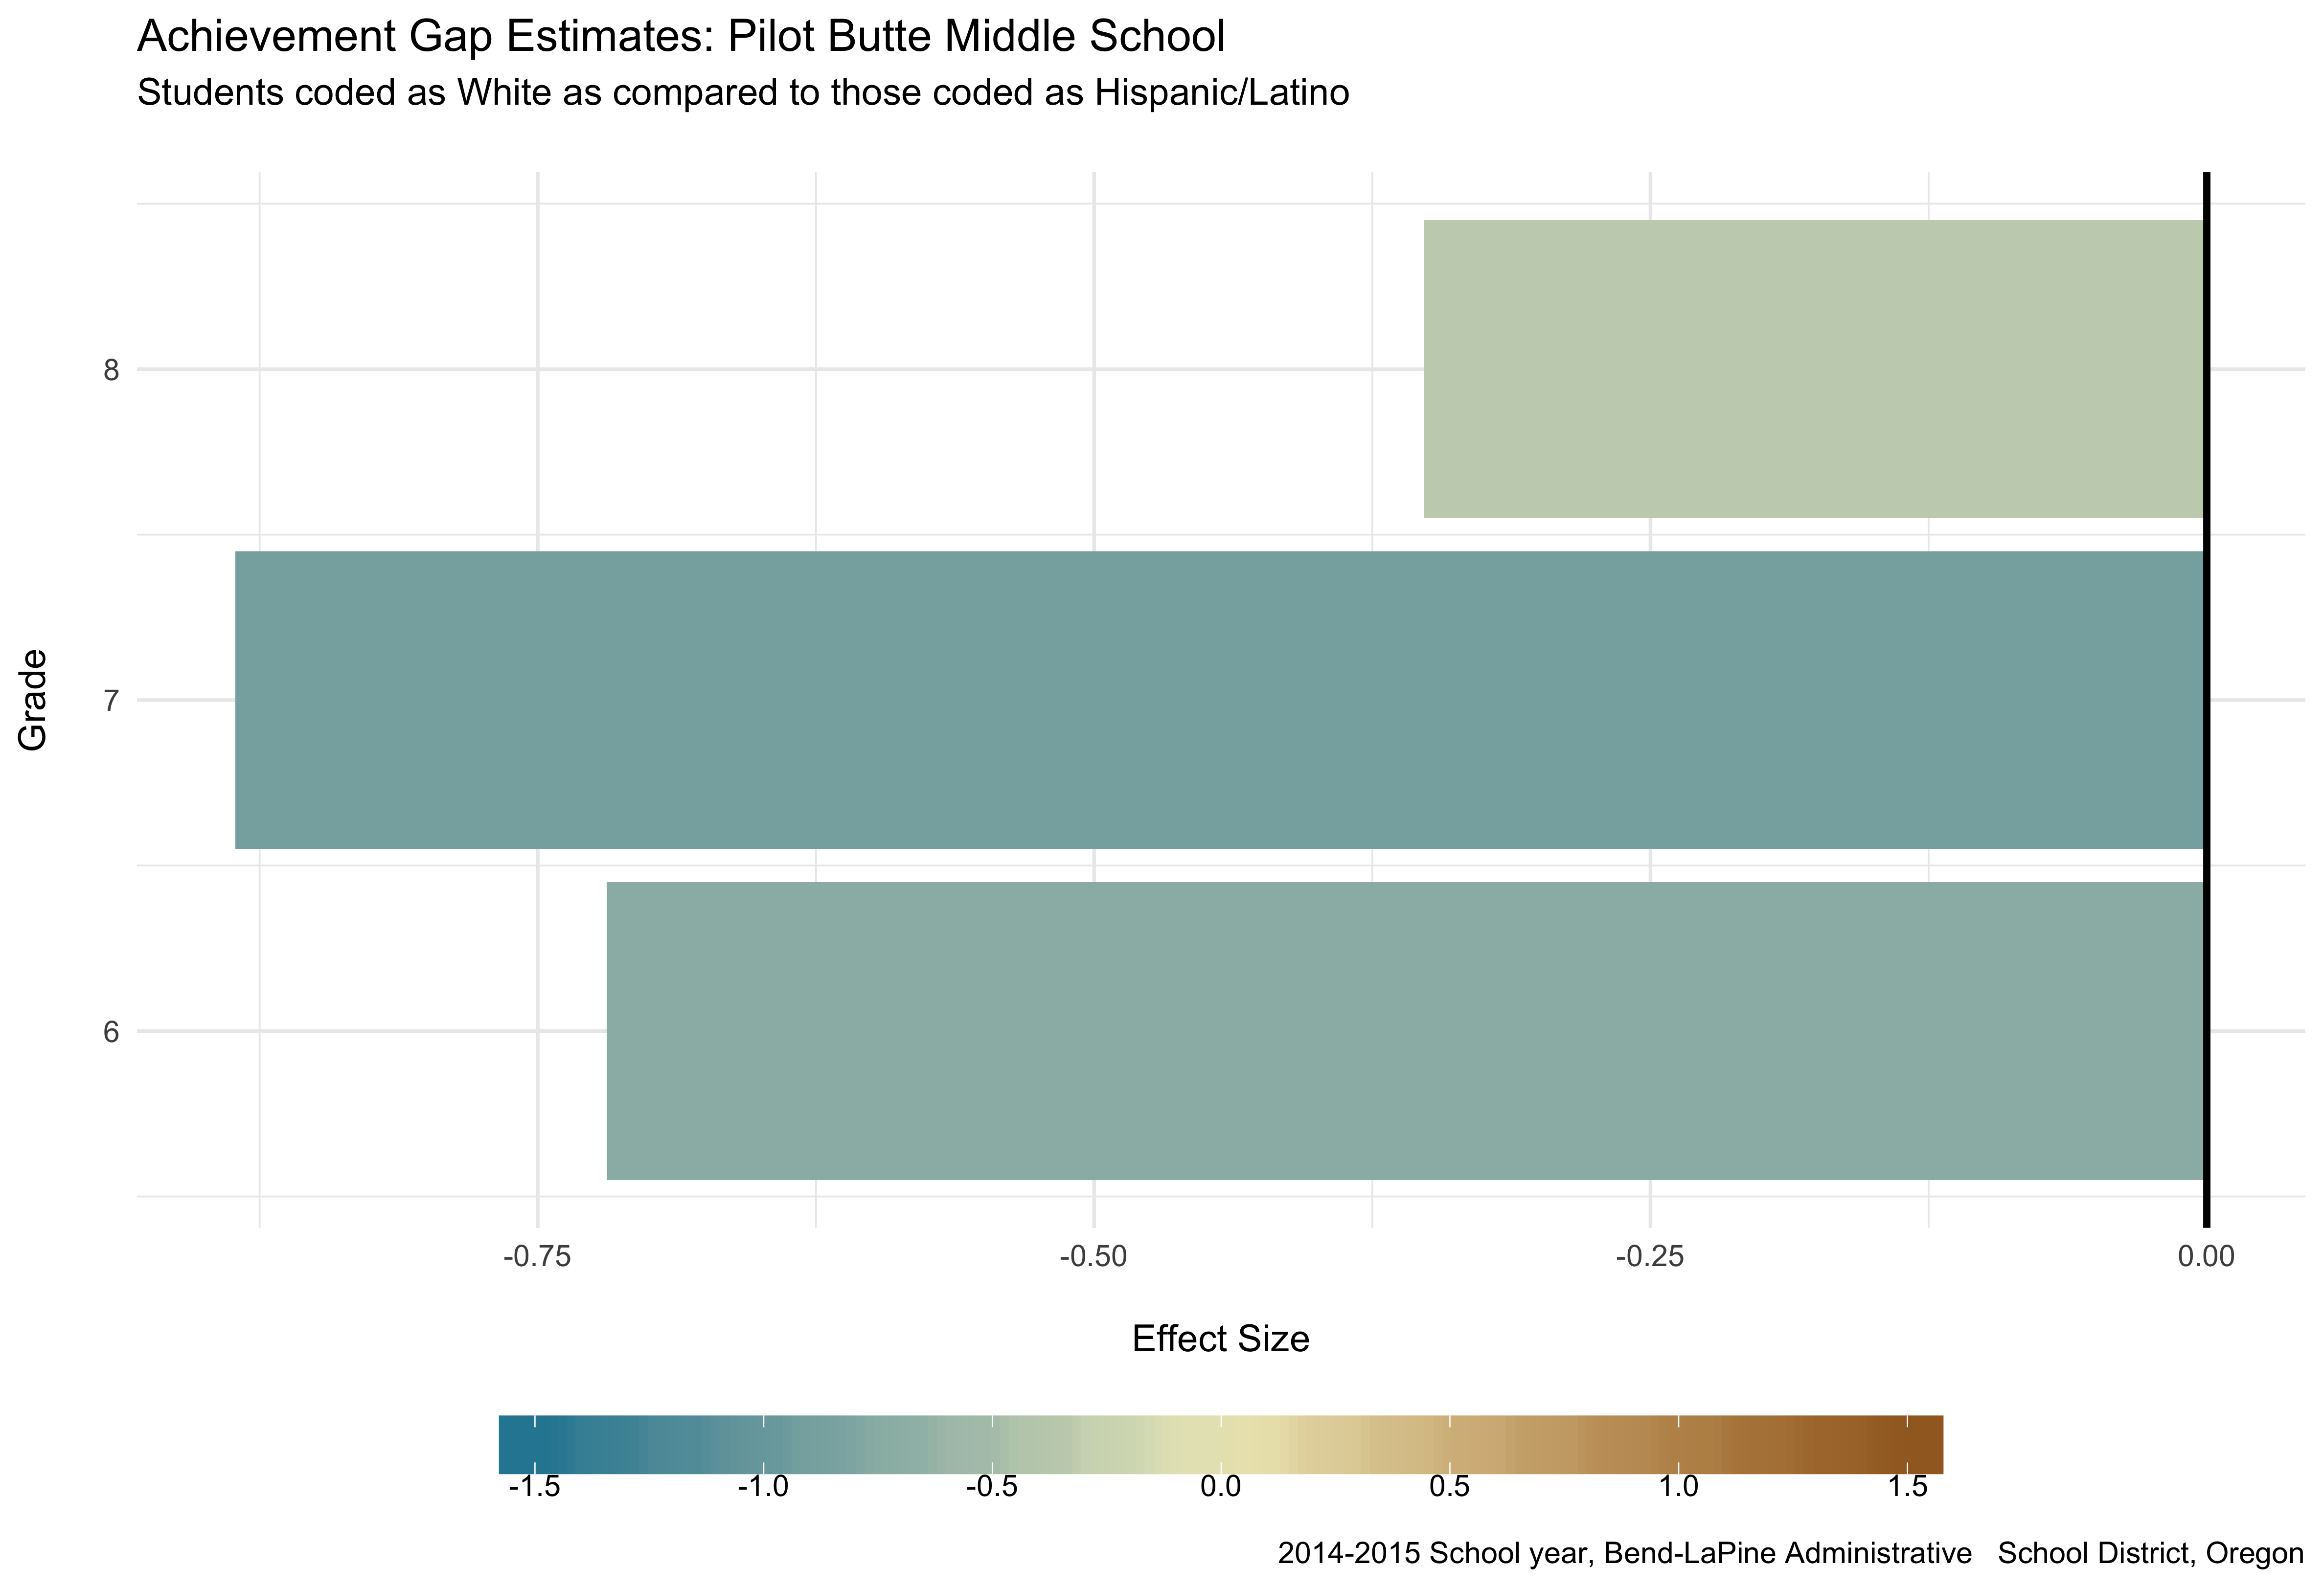 Achievement Gap Estimates: Pilot Butte Middle School
Students coded as White as compared to those coded as Hispanic/Latino
Grade
8
7
6
-0.75 -0.50 -0.25 0.00
Effect Size
-1.5 -1.0 -0.5 0.0 0.5 1.0 1.5
2014-2015 School year, Bend-LaPine Administrative   School District, Oregon